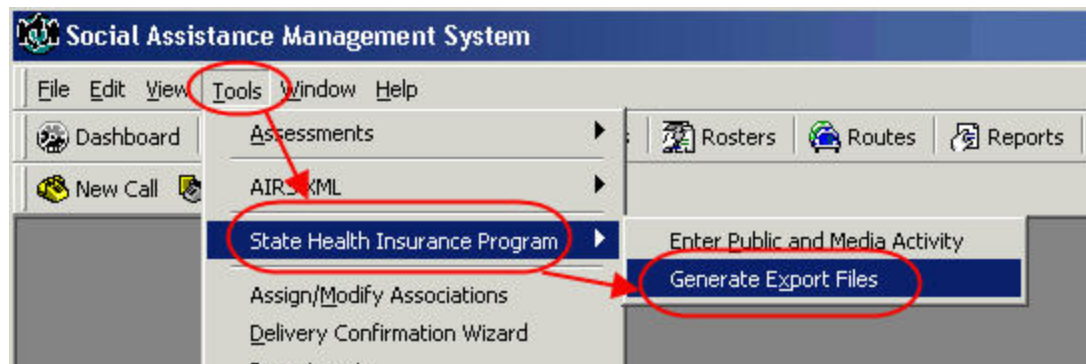 Social Assistance Management System
File Edit View Tools Window Help
Dashboard Assessments Rosters Routes Reports
New Call AIRS XML
State Health Insurance Program Enter Public and Media Activity
Generate Export Files
Assign/Modify Associations
Delivery Confirmation Wizard